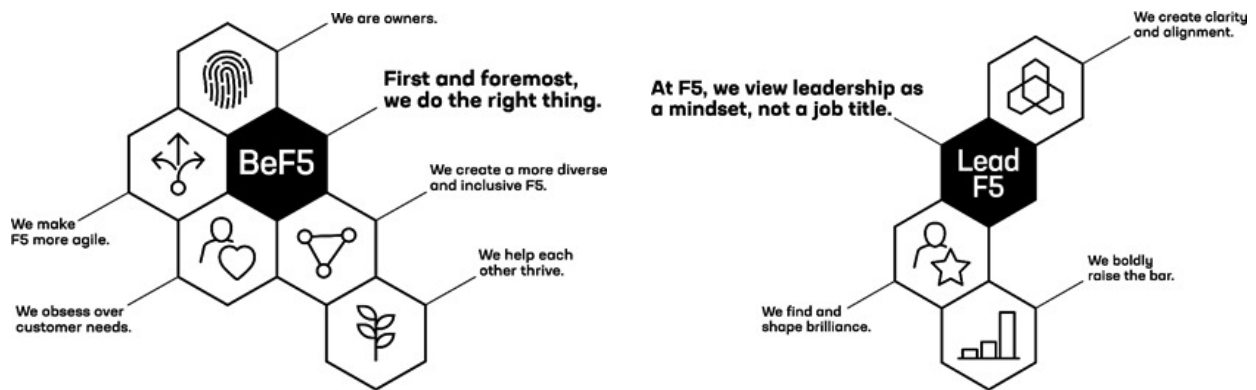 We are owners.
First and foremost,
we do the right thing.
BeF5
We create a more diverse
and inclusive F5.
We make
F5 more agile.
We help each
other thrive.
We obsess over
customer needs.
We create clarity
and alignment.
At F5, we view leadership as
a mindset, not a job title.
Lead
F5
We boldly
raise the bar.
We find and
shape brilliance.